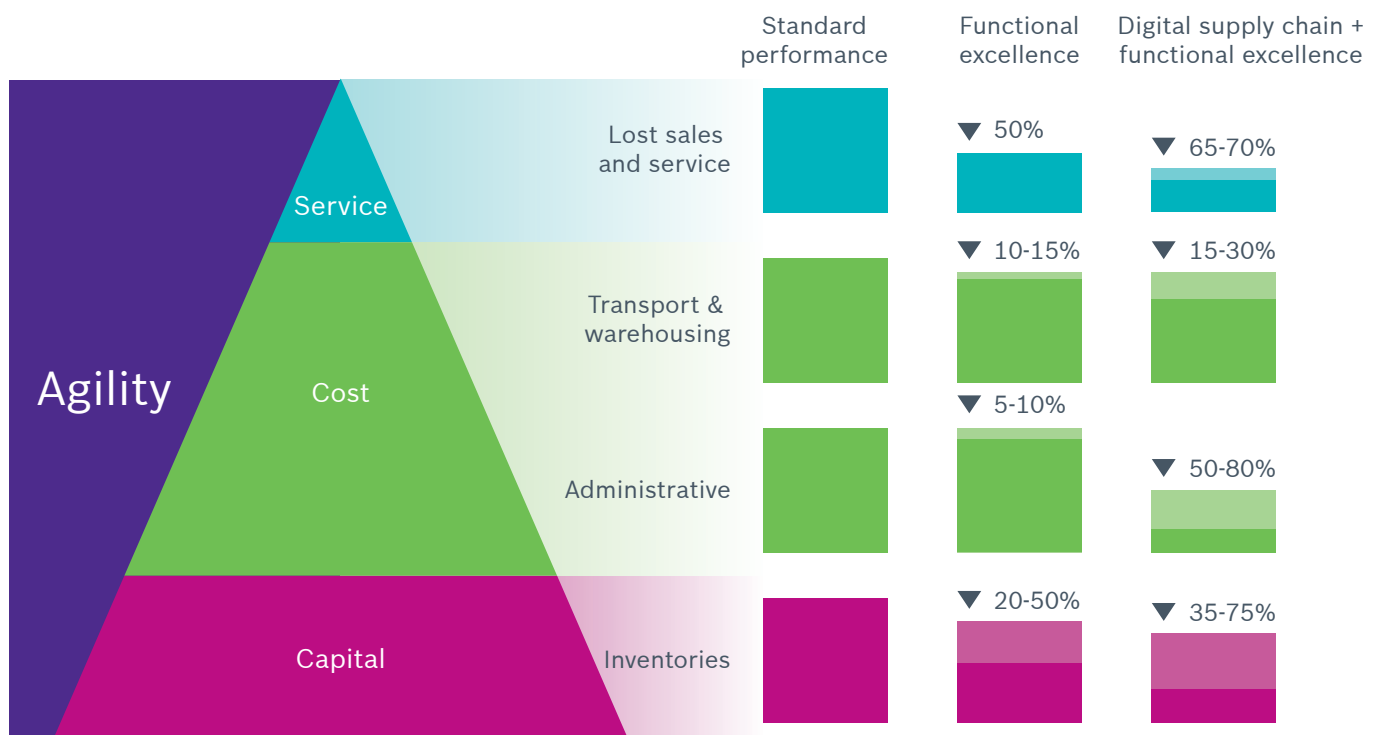 Standard
performance
Functional
excellence
Digital supply chain +
functional excellence
Agility
Service
Lost sales
and service
▼ 50%
▼ 65-70%
Cost
Transport &
warehousing
▼ 10-15%
▼ 15-30%
Administrative
▼ 5-10%
▼ 50-80%
Capital
Inventories
▼ 20-50%
▼ 35-75%